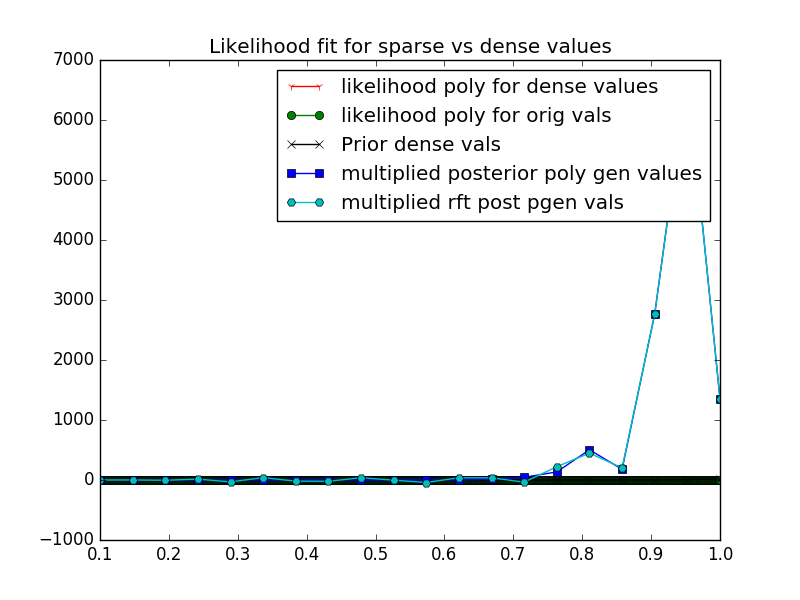 Likelihood fit for sparse vs dense values
7000
6000
5000
4000
3000
2000
1000
0
−1000
likelihood poly for dense values
likelihood poly for orig vals
Prior dense vals
multiplied posterior poly gen values
multiplied rft post pgen vals
0.1 0.2 0.3 0.4 0.5 0.6 0.7 0.8 0.9 1.0